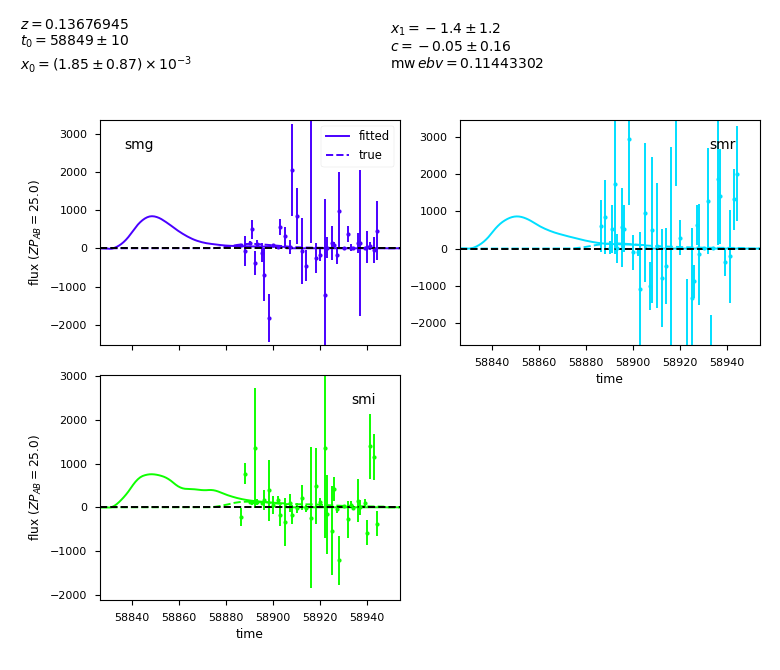 z = 0.13676945
t₀ = 58849 ± 10
x₀ = (1.85 ± 0.87) × 10⁻³
x₁ = −1.4 ± 1.2
c = −0.05 ± 0.16
mw ebv = 0.11443302
smg
fitted
true
3000
2000
1000
0
−1000
−2000
flux (ZP_AB = 25.0)
smr
3000
2000
1000
0
−1000
−2000
58840 58860 58880 58900 58920 58940
time
smi
3000
2000
1000
0
−1000
−2000
flux (ZP_AB = 25.0)
58840 58860 58880 58900 58920 58940
time